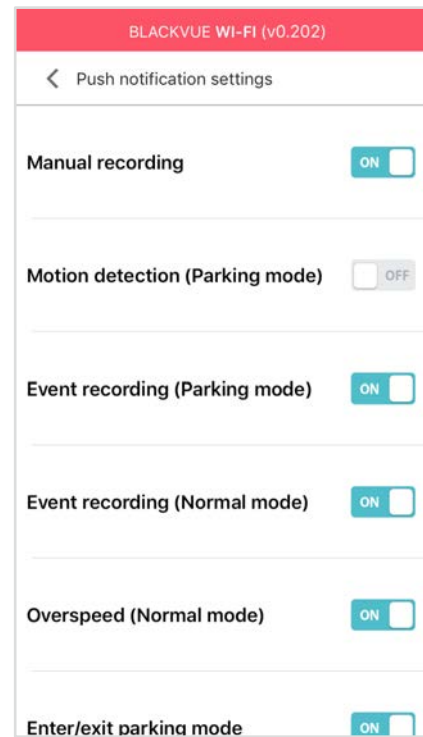 BLACKVUE WI-FI (v0.202)
Push notification settings
Manual recording ON
Motion detection (Parking mode) OFF
Event recording (Parking mode) ON
Event recording (Normal mode) ON
Overspeed (Normal mode) ON
Enter/exit parking mode ON